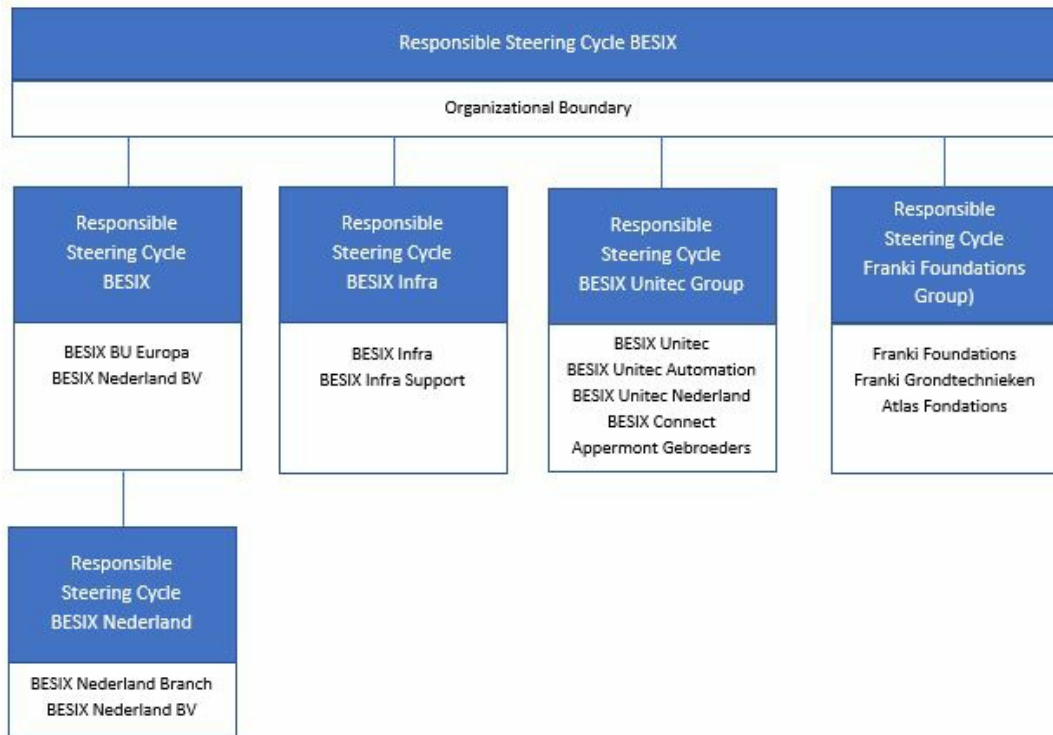 Responsible Steering Cycle BESIX
Organizational Boundary
Responsible
Steering Cycle
BESIX
BESIX BU Europa
BESIX Nederland BV
Responsible
Steering Cycle
BESIX Infra
BESIX Infra
BESIX Infra Support
Responsible
Steering Cycle
BESIX Unitec Group
BESIX Unitec
BESIX Unitec Automation
BESIX Unitec Nederland
BESIX Connect
Appermont Gebroeders
Responsible
Steering Cycle
Franki Foundations
Group)
Franki Foundations
Franki Grondtechnieken
Atlas Fondations
Responsible
Steering Cycle
BESIX Nederland
BESIX Nederland Branch
BESIX Nederland BV